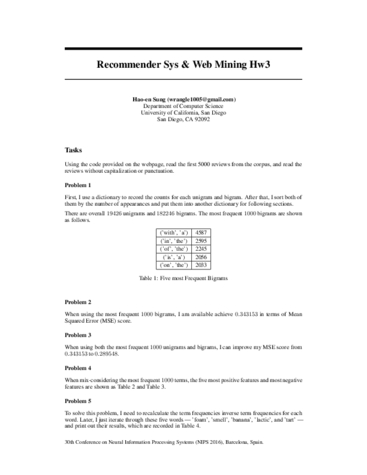 Recommender Sys & Web Mining Hw3
Hao-en Sung (wrangle1005@gmail.com)
Department of Computer Science
University of California, San Diego
San Diego, CA 92092
Tasks
Using the code provided on the webpage, read the first 5000 reviews from the corpus, and read the
reviews without capitalization or punctuation.
Problem 1
First, I use a dictionary to record the counts for each unigram and bigram. After that, I sort both of
them by the number of appearances and put them into another dictionary for following sections.
There are overall 19426 unigrams and 182246 bigrams. The most frequent 1000 bigrams are shown
as follows.
('with', 'a') 4587
('in', 'the') 2595
('of', 'the') 2245
('is', 'a') 2056
('on', 'the') 2033
Table 1: Five most Frequent Bigrams
Problem 2
When using the most frequent 1000 bigrams, I am available achieve 0.343153 in terms of Mean
Squared Error (MSE) score.
Problem 3
When using both the most frequent 1000 unigrams and bigrams, I can improve my MSE score from
0.343153 to 0.289048.
Problem 4
When mix-considering the most frequent 1000 terms, the five most positive features and most negative
features are shown as Table 2 and Table 3.
Problem 5
To solve this problem, I need to recalculate the term frequencies inverse term frequencies for each
word. Later, I just iterate through these five words — 'foam', 'smell', 'banana', 'lactic', and 'tart' —
and print out their results, which are recorded in Table 4.
30th Conference on Neural Information Processing Systems (NIPS 2016), Barcelona, Spain.